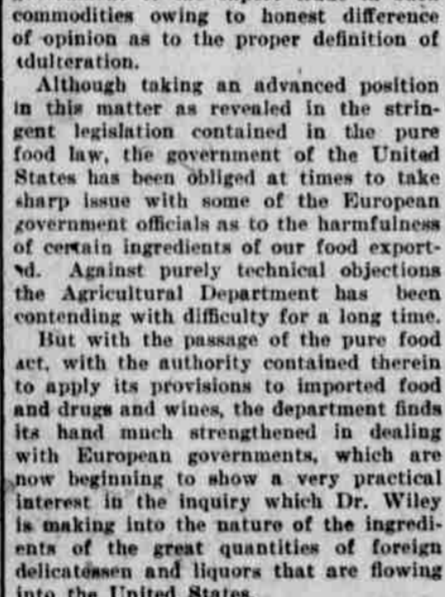 commodities owing to honest difference
of opinion as to the proper definition of
adulteration.
Although taking an advanced position
in this matter as revealed in the strin-
gent legislation contained in the pure
food law, the government of the United
States has been obliged at times to take
sharp issue with some of the European
government officials as to the harmfulness
of certain ingredients of our food export-
ed. Against purely technical objections
the Agricultural Department has been
contending with difficulty for a long time.
But with the passage of the pure food
act, with the authority contained therein
to apply its provisions to imported food
and drugs and wines, the department finds
its hand much strengthened in dealing
with European governments, which are
now beginning to show a very practical
interest in the inquiry which Dr. Wiley
is making into the nature of the ingredi-
ents of the great quantities of foreign
delicatessen and liquors that are flowing
into the United States.